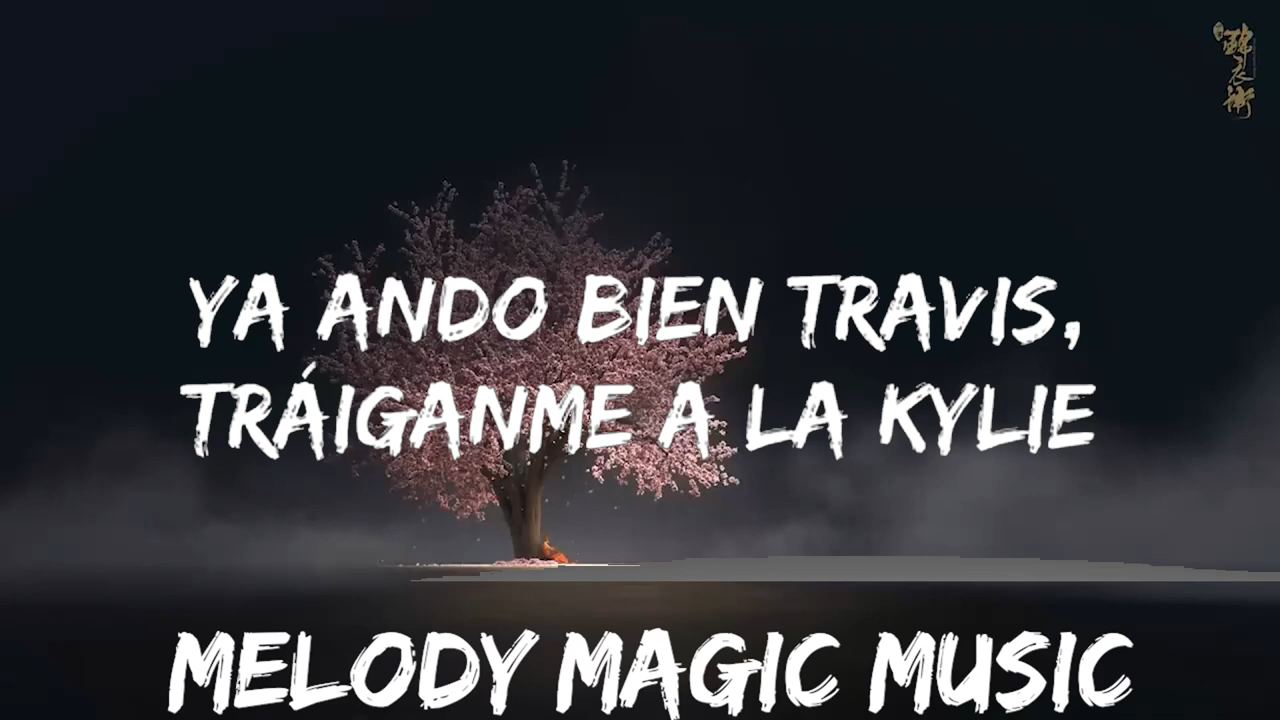 YA ANDO BIEN TRAVIS,
TRÁIGANME A LA KYLIE
MELODY MAGIC MUSIC